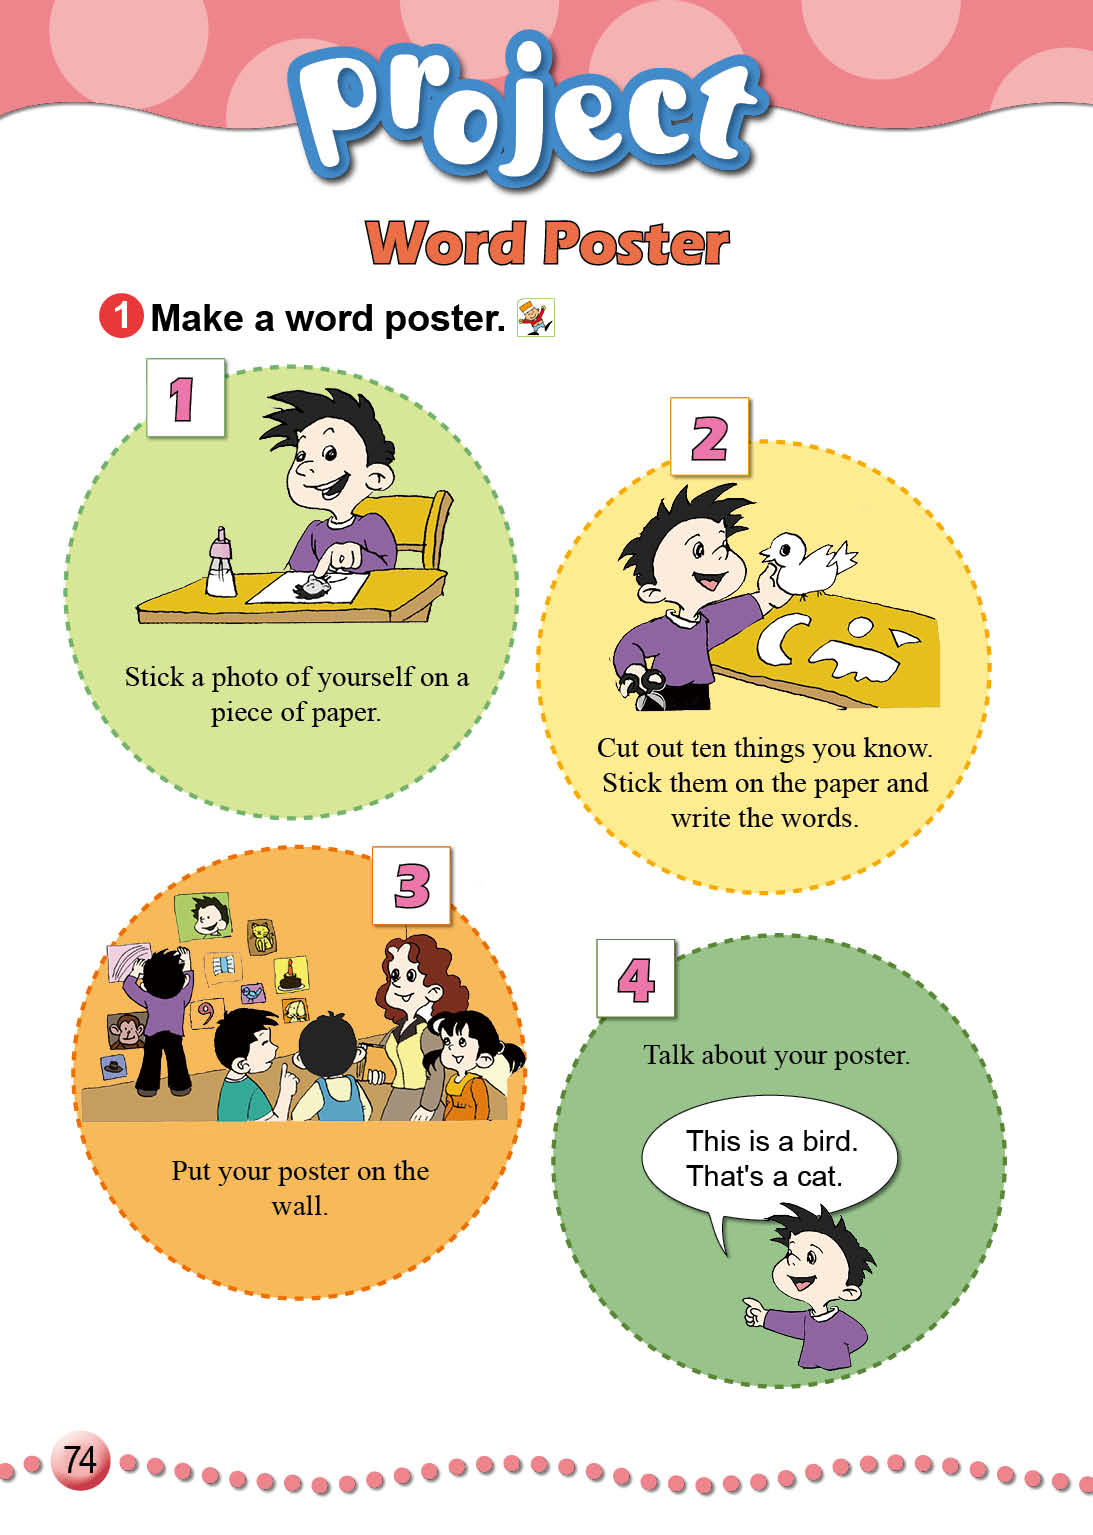 project
Word Poster
1 Make a word poster.
1
Stick a photo of yourself on a
piece of paper.
2
Cut out ten things you know.
Stick them on the paper and
write the words.
3
9
Put your poster on the
wall.
4
Talk about your poster.
This is a bird.
That's a cat.
74